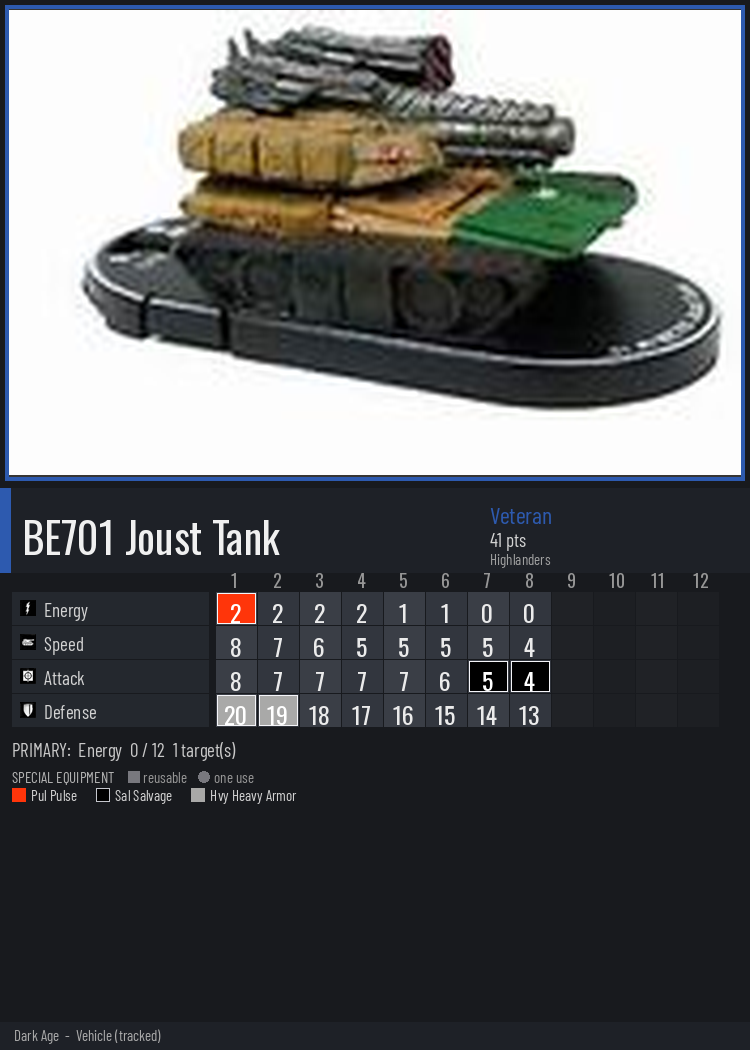 BE701 Joust Tank
Veteran
41 pts
Highlanders
1 2 3 4 5 6 7 8 9 10 11 12
Energy 2 2 2 2 1 1 0 0
Speed 8 7 6 5 5 5 5 4
Attack 8 7 7 7 7 6 5 4
Defense 20 19 18 17 16 15 14 13
PRIMARY: Energy 0 / 12 1 target(s)
SPECIAL EQUIPMENT reusable one use
Pul Pulse Sal Salvage Hvy Heavy Armor
Dark Age - Vehicle (tracked)